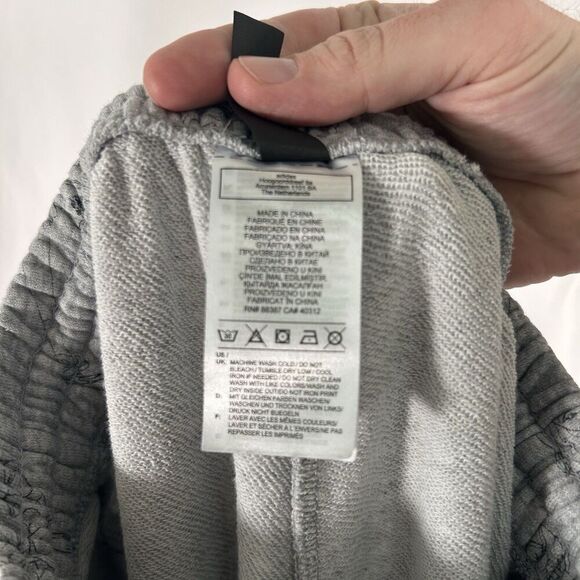 adidas
Hoogoorddreef 9a
Amsterdam 1101 BA
The Netherlands
MADE IN CHINA
FABRIQUÉ EN CHINE
FABRICADO EN CHINA
FABRICADO NA CHINA
GYÁRTVA: KÍNA
ПРОИЗВЕДЕНО В КИТАЙ
СДЕЛАНО В КИТАЕ
PROIZVEDENO U KINI
ÇİN'DE İMAL EDİLMİŞTİR
ҚЫТАЙДА ЖАСАЛҒАН
PROIZVEDENO U KINI
FABRICAT ÎN CHINA
RN# 88387 CA# 40312
US /
UK: MACHINE WASH COLD / DO NOT
BLEACH / TUMBLE DRY LOW / COOL
IRON IF NEEDED / DO NOT DRY CLEAN
WASH WITH LIKE COLORS/WASH AND
DRY INSIDE OUT/DO NOT IRON PRINT
D: MIT GLEICHEN FARBEN WASCHEN/
WASCHEN UND TROCKNEN VON LINKS/
DRUCK NICHT BUEGELN
F: LAVER AVEC LES MÊMES COULEURS/
LAVER ET SÉCHER A L'ENVERS/NE PAS
REPASSER LES IMPRIMÉS